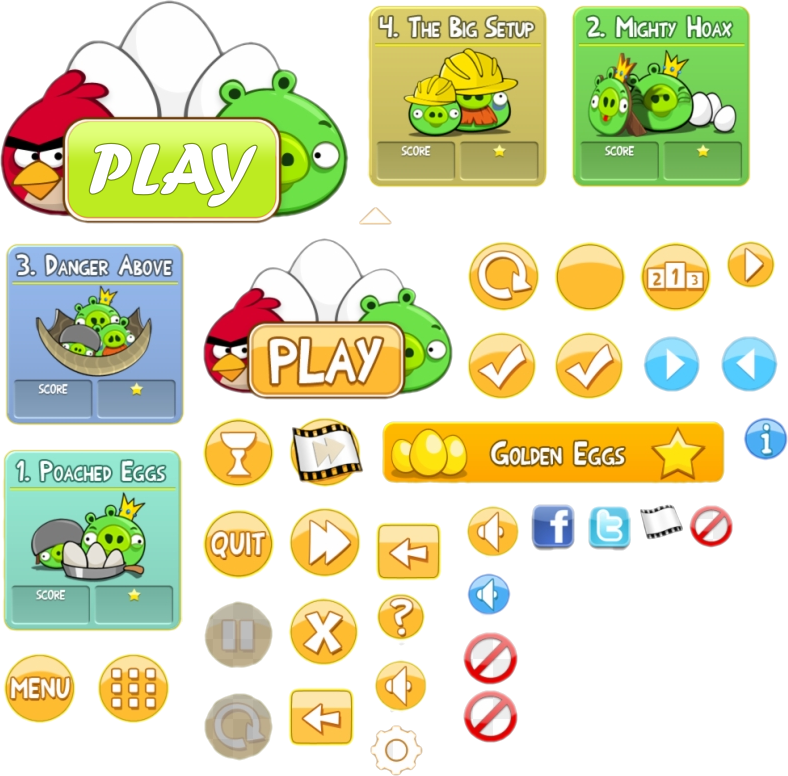 PLAY
4. The Big Setup
SCORE
2. Mighty Hoax
SCORE
3. Danger Above
SCORE
PLAY
2 1 3
Golden Eggs
i
1. Poached Eggs
SCORE
QUIT
f
t
?
MENU